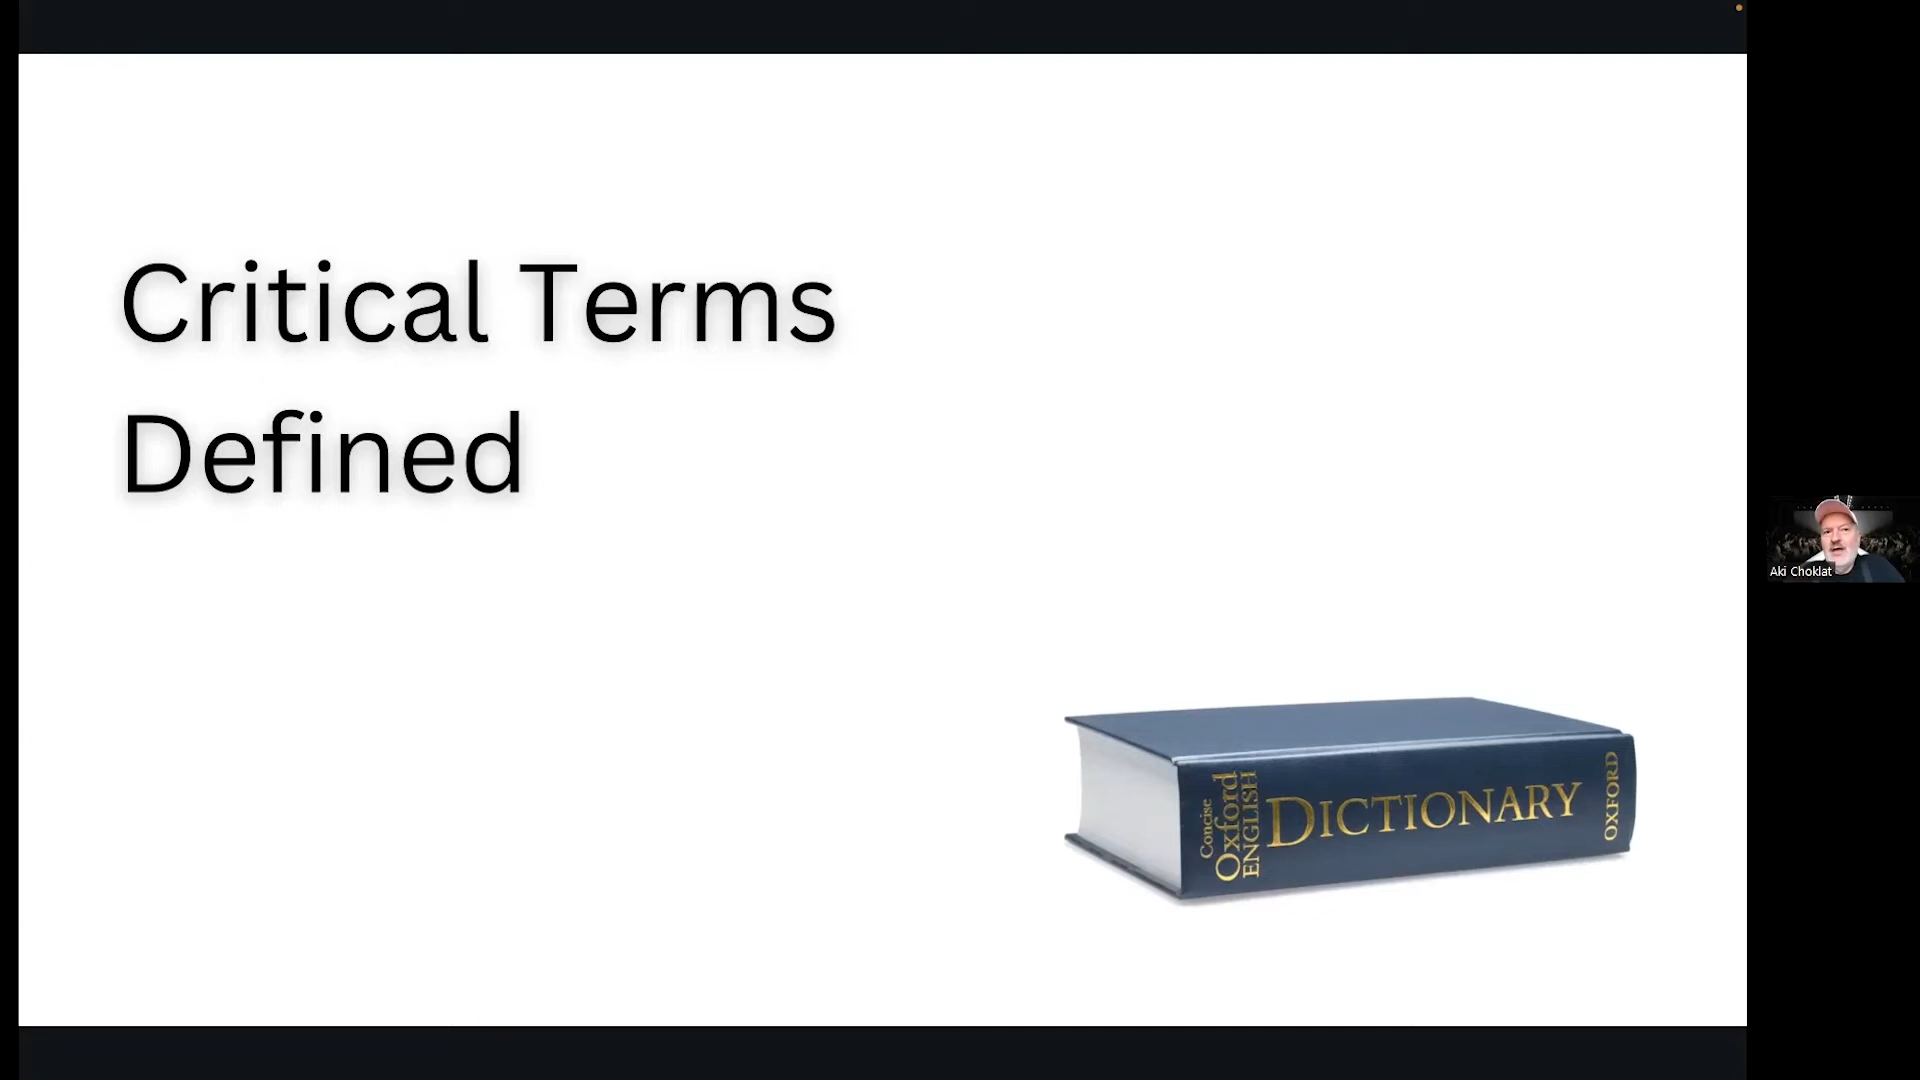 Critical Terms
Defined
Concise
Oxford
ENGLISH
DICTIONARY
OXFORD
Aki Choklat